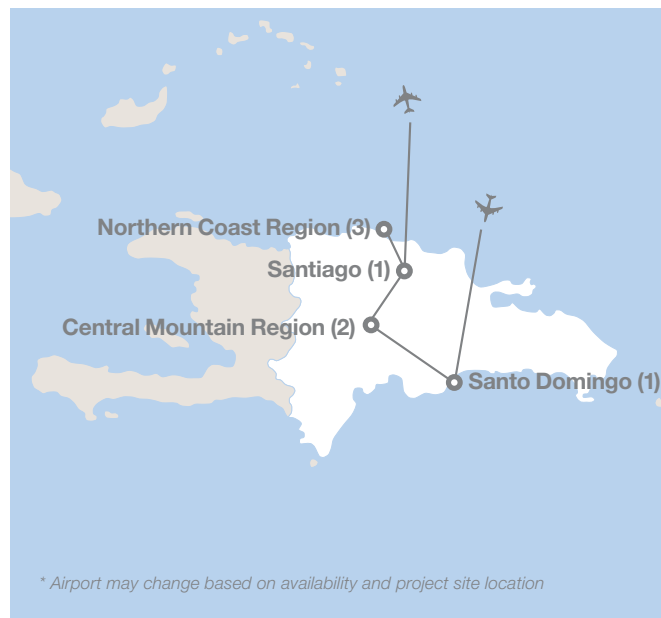 Northern Coast Region (3)
Santiago (1)
Central Mountain Region (2)
Santo Domingo (1)
* Airport may change based on availability and project site location